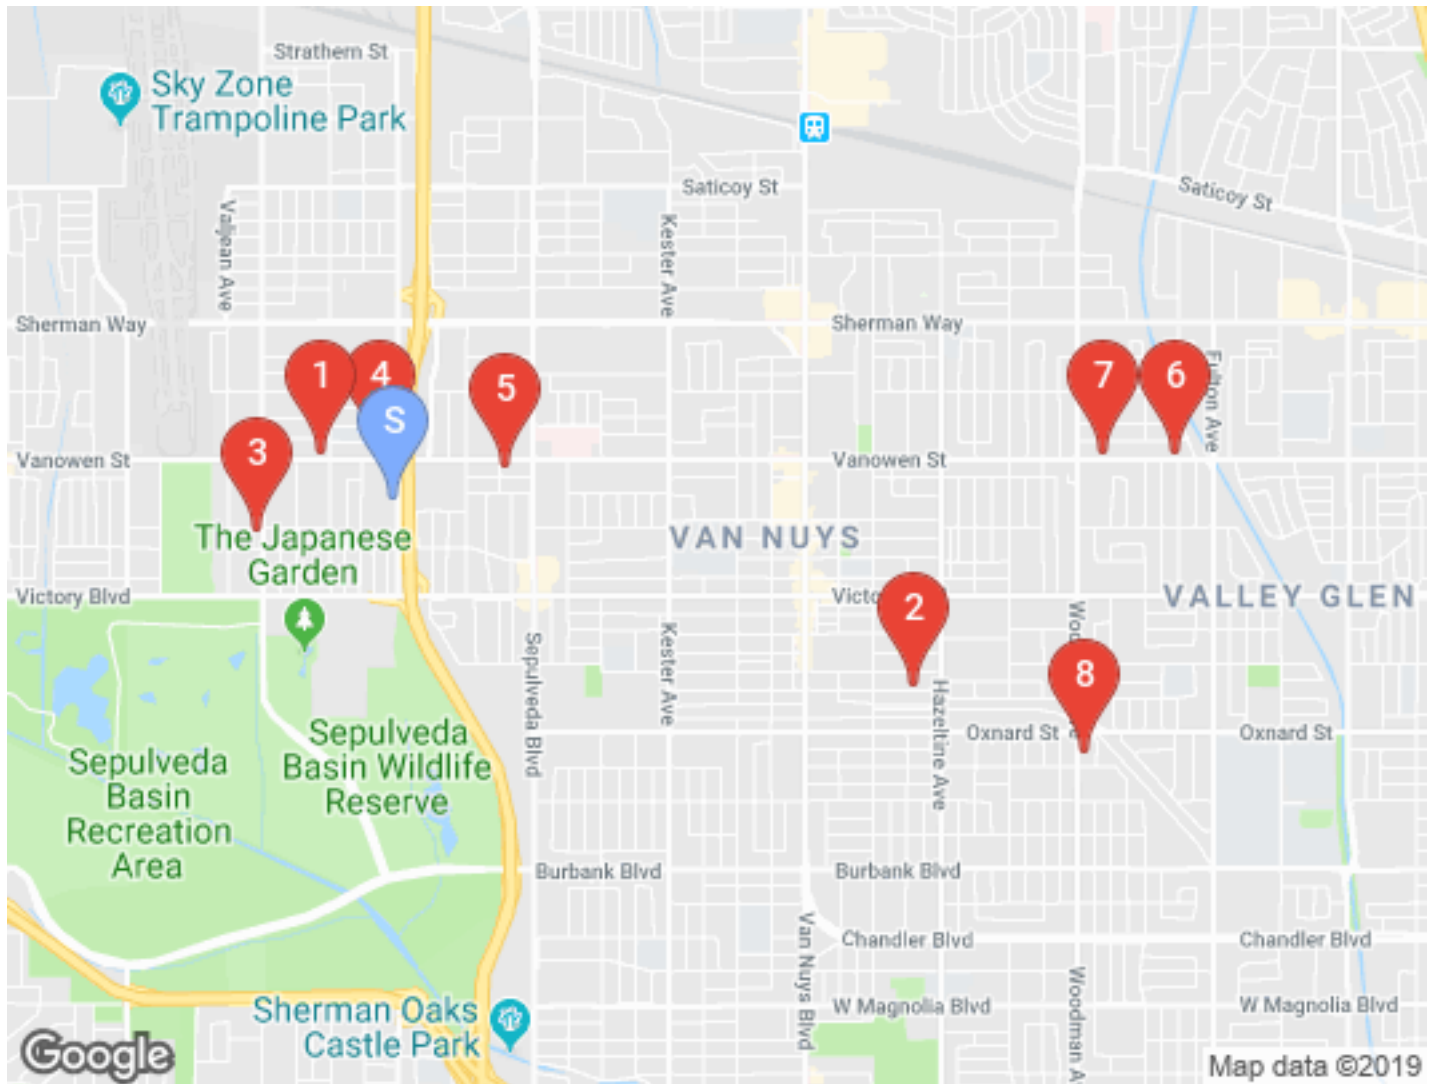 Strathern St
Sky Zone
Trampoline Park
Saticoy St
Saticoy St
Valjean Ave
Kester Ave
Sherman Way
Sherman Way
1
4
5
7
6
Fulton Ave
S
3
Vanowen St
Vanowen St
The Japanese
Garden
VAN NUYS
Victory Blvd
2
VALLEY GLEN
Sepulveda Blvd
Kester Ave
Hazeltine Ave
8
Oxnard St
Oxnard St
Sepulveda
Basin Wildlife
Reserve
Sepulveda
Basin
Recreation
Area
Burbank Blvd
Burbank Blvd
Van Nuys Blvd
Chandler Blvd
Chandler Blvd
Woodman A
W Magnolia Blvd
W Magnolia Blvd
Sherman Oaks
Castle Park
Google
Map data ©2019